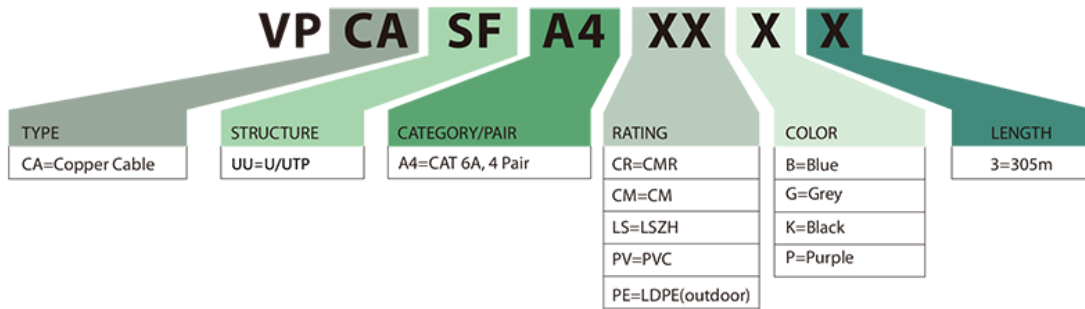 VP CA SF A4 XX X X
TYPE STRUCTURE CATEGORY/PAIR RATING COLOR LENGTH
CA=Copper Cable UU=U/UTP A4=CAT 6A, 4 Pair CR=CMR B=Blue 3=305m
CM=CM G=Grey
LS=LSZH K=Black
PV=PVC P=Purple
PE=LDPE(outdoor)